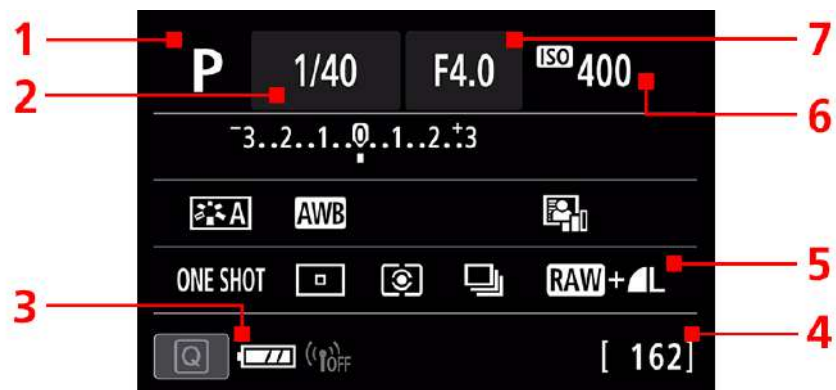 1 7
P 1/40 F4.0 ISO 400
2 6
-3..2..1..0..1..2..+3
A AWB
ONE SHOT RAW+L 5
3
Q OFF [ 162] 4